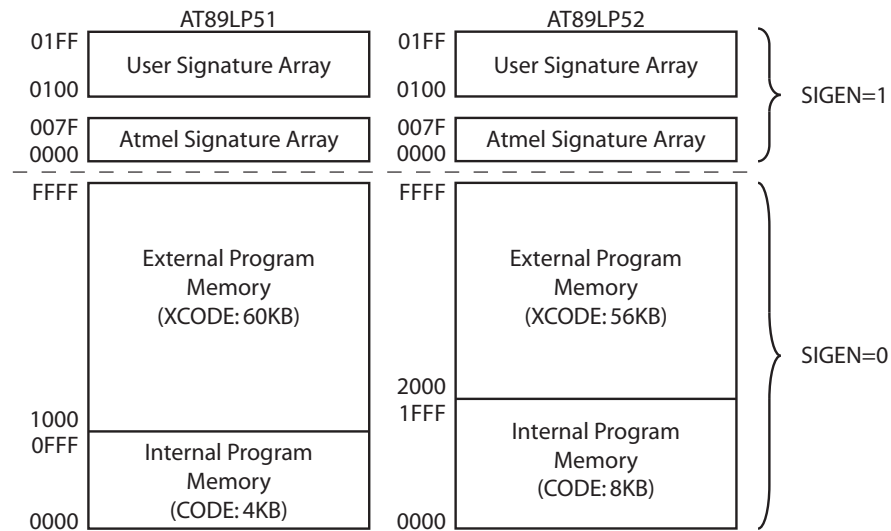 AT89LP51
01FF
User Signature Array
0100
007F
Atmel Signature Array
0000
FFFF
External Program
Memory
(XCODE: 60KB)
1000
0FFF
Internal Program
Memory
(CODE: 4KB)
0000
AT89LP52
01FF
User Signature Array
0100
007F
Atmel Signature Array
0000
FFFF
External Program
Memory
(XCODE: 56KB)
2000
1FFF
Internal Program
Memory
(CODE: 8KB)
0000
SIGEN=1
SIGEN=0